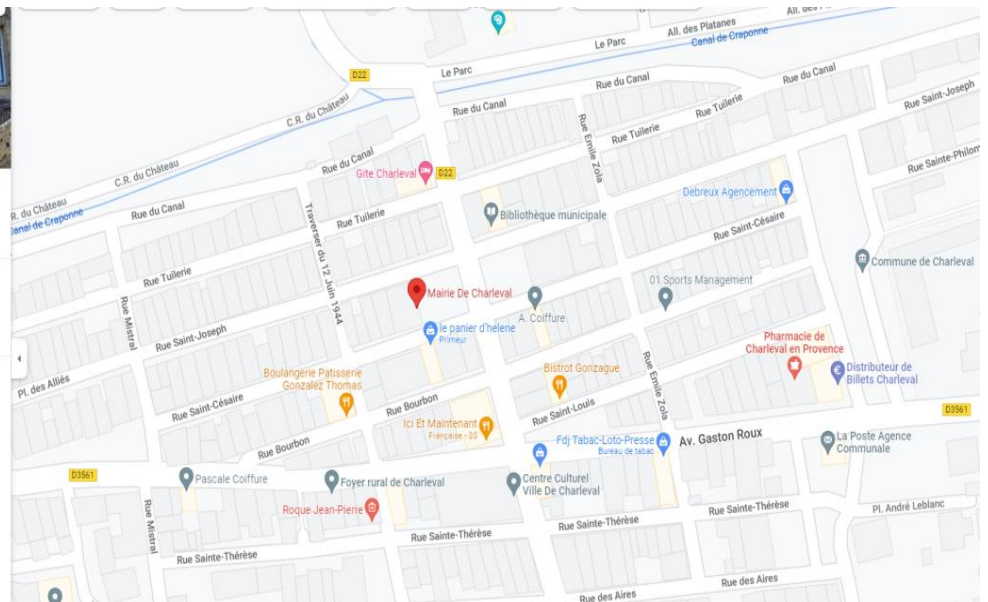 All. des Platanes
Le Parc
Canal de Craponne
D22
Le Parc
Rue du Canal
Rue du Canal
Rue du Canal
C.R. du Château
Rue Tuilerie
Rue Saint-Joseph
Rue Tuilerie
Rue Emile Zola
Rue du Canal
Gite Charleval
D22
C.R. du Château
Rue Sainte-Philom
Debreux Agencement
R. du Château
Canal de Craponne
Rue du Canal
Traverser du 12 Juin 1944
Rue Tuilerie
Bibliothèque municipale
Rue Saint-Césaire
Commune de Charleval
Rue Tuilerie
01 Sports Management
Mairie De Charleval
Rue Mistral
A. Coiffure
le panier d'helene
Primeur
Rue Saint-Joseph
Pharmacie de
Charleval en Provence
Boulangerie Patisserie
Gonzalez Thomas
Bistrot Gonzague
Distributeur de
Billets Charleval
Pl. des Alliés
Rue Saint-Césaire
Rue Bourbon
Rue Saint-Louis
Rue Emile Zola
D3561
Ici Et Maintenant
Française • $$
Rue Bourbon
Fdj Tabac-Loto-Presse
Bureau de tabac
Av. Gaston Roux
La Poste Agence
Communale
D3561
Pascale Coiffure
Foyer rural de Charleval
Centre Culturel
Ville De Charleval
Roque Jean-Pierre
Rue Mistral
Rue Sainte-Thérèse
Rue Sainte-Thérèse
Rue Sainte-Thérèse
Rue Sainte-Thérèse
Pl. André Leblanc
Rue des Aires
Rue des Aires